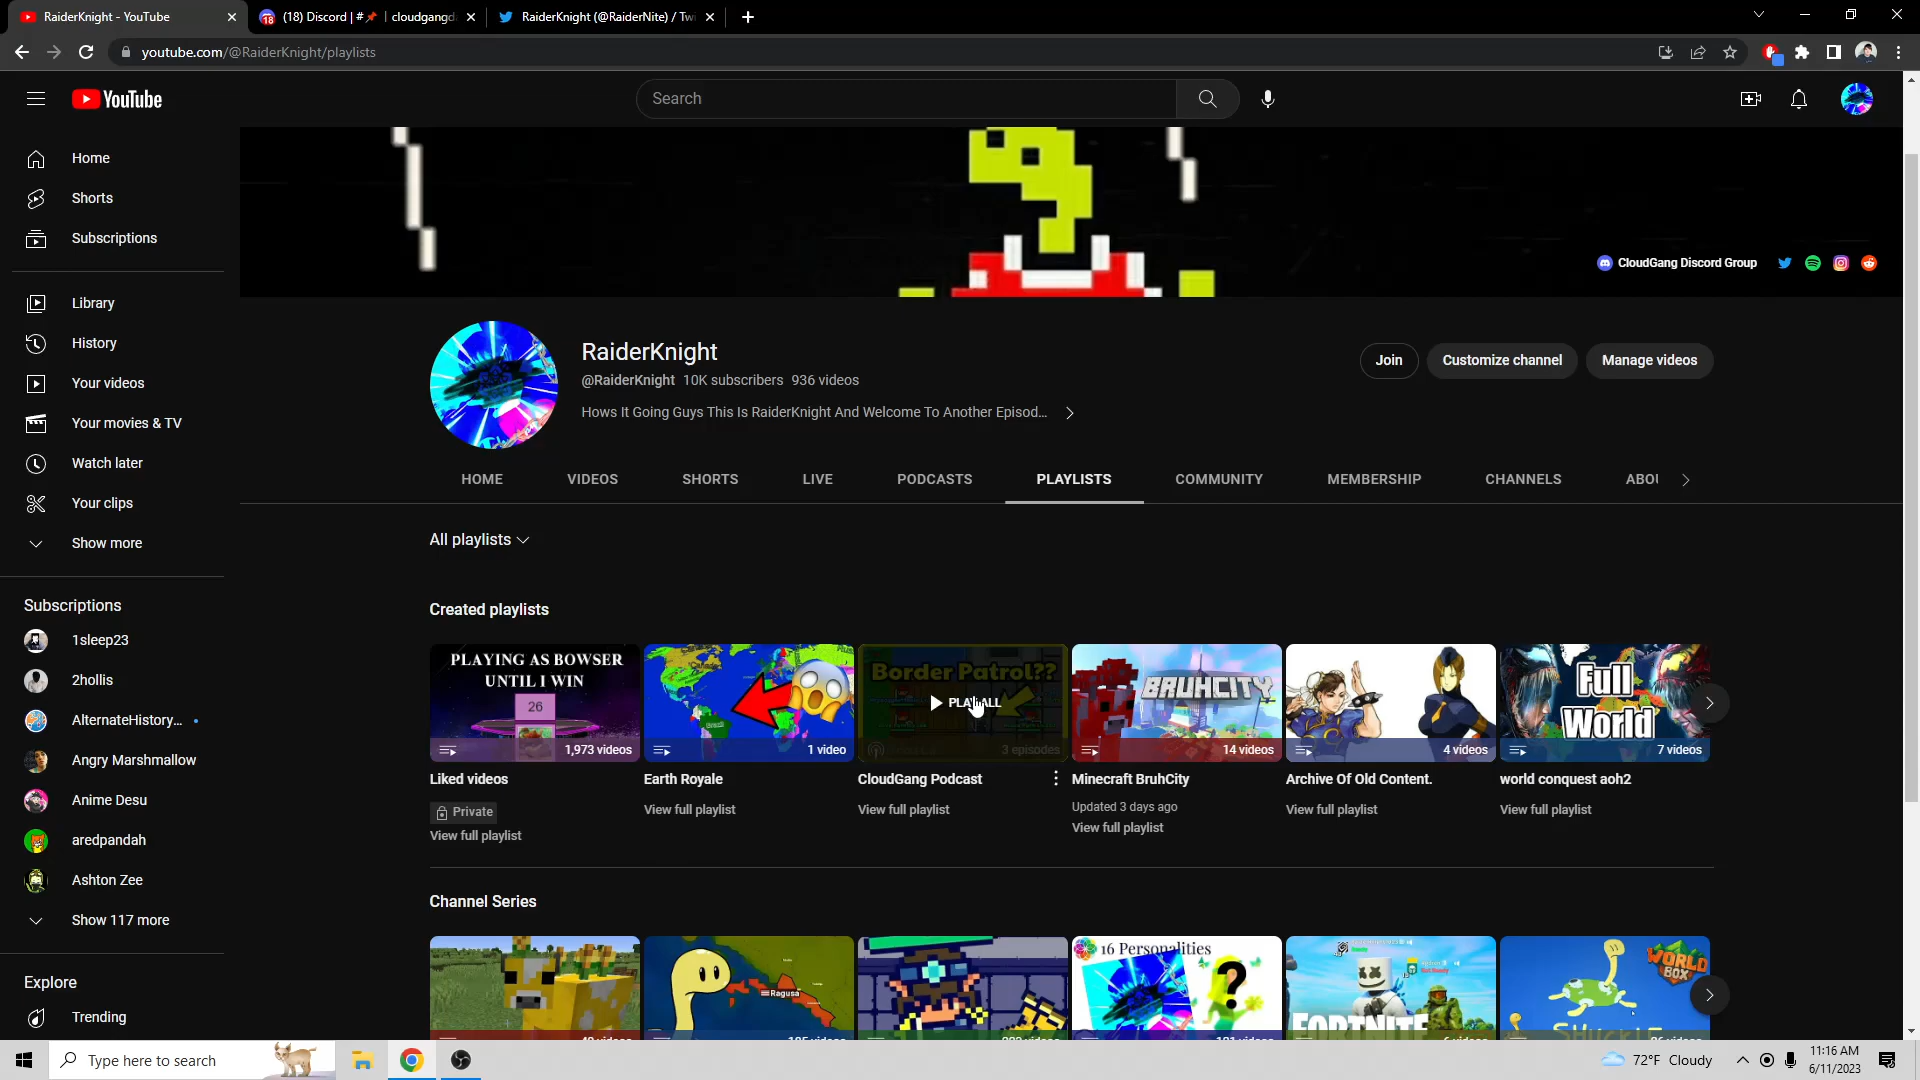 RaiderKnight - YouTube
(18) Discord | #📌 | cloudgangd
RaiderKnight (@RaiderNite) / Twi
youtube.com/@RaiderKnight/playlists
YouTube
Search
Home
Shorts
Subscriptions
Library
History
Your videos
Your movies & TV
Watch later
Your clips
Show more
Subscriptions
1sleep23
2hollis
AlternateHistory...
Angry Marshmallow
Anime Desu
aredpandah
Ashton Zee
Show 117 more
Explore
Trending
CloudGang Discord Group
RaiderKnight
@RaiderKnight 10K subscribers 936 videos
Hows It Going Guys This Is RaiderKnight And Welcome To Another Episod...
Join
Customize channel
Manage videos
HOME
VIDEOS
SHORTS
LIVE
PODCASTS
PLAYLISTS
COMMUNITY
MEMBERSHIP
CHANNELS
ABOU
All playlists
Created playlists
PLAYING AS BOWSER
UNTIL I WIN
26
1,973 videos
Liked videos
Private
View full playlist
1 video
Earth Royale
View full playlist
Border Patrol??
PLAY ALL
3 episodes
CloudGang Podcast
View full playlist
BRUHCITY
14 videos
Minecraft BruhCity
Updated 3 days ago
View full playlist
4 videos
Archive Of Old Content.
View full playlist
Full
World
7 videos
world conquest aoh2
View full playlist
Channel Series
Ragusa
16 Personalities
?
FORTNITE
WORLD
BOX
SHUCKLE
Type here to search
72°F Cloudy
11:16 AM
6/11/2023